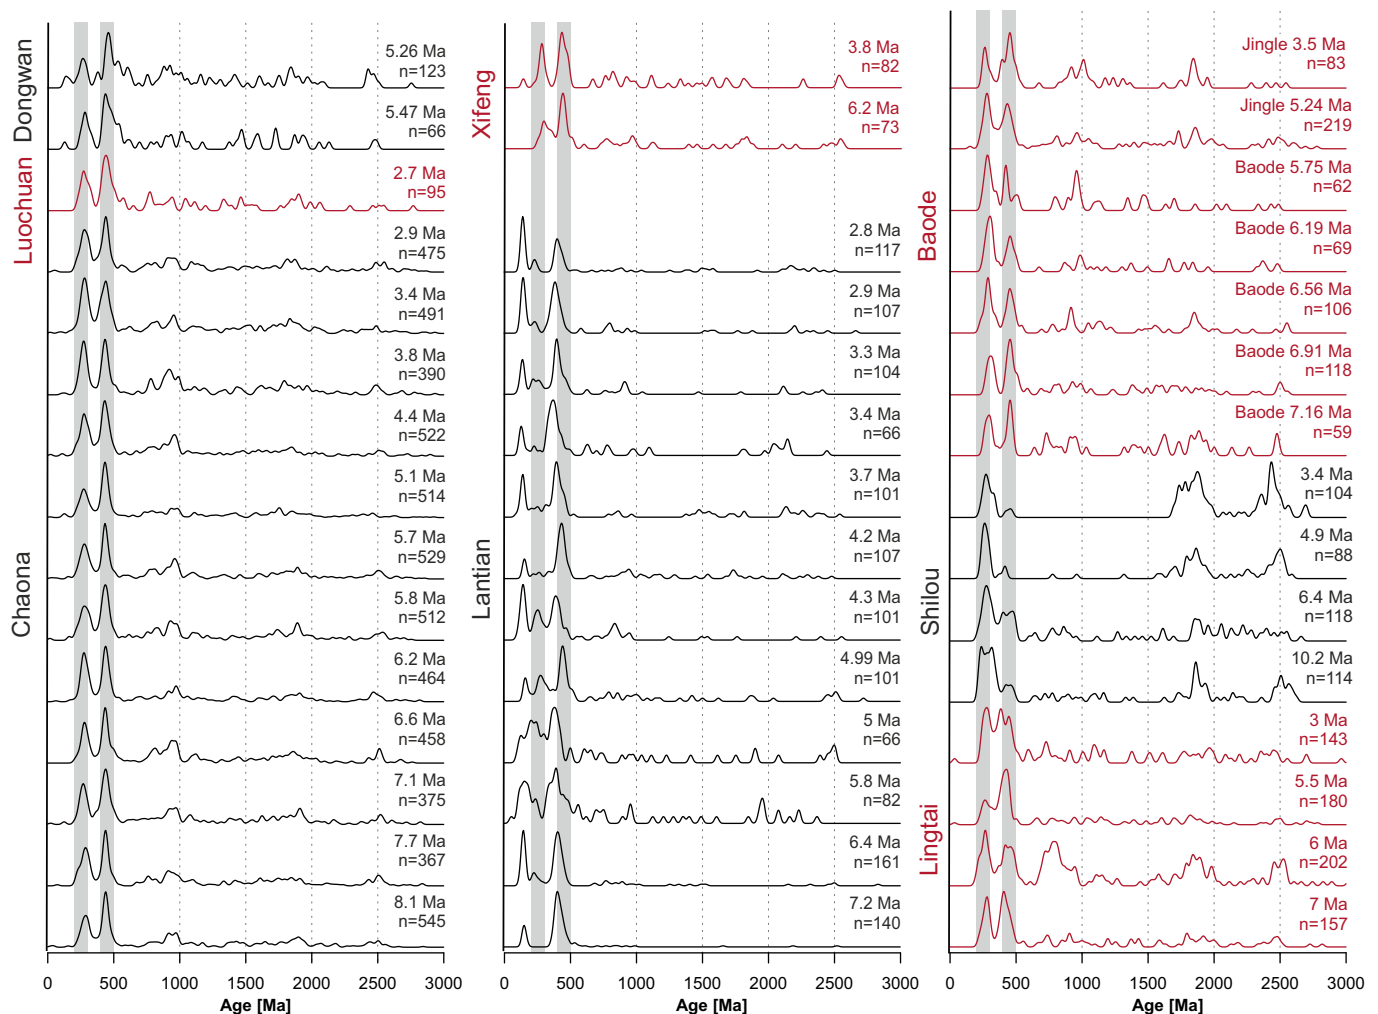 Dongwan
5.26 Ma
n=123
5.47 Ma
n=66
Luochuan
2.7 Ma
n=95
Chaona
2.9 Ma
n=475
3.4 Ma
n=491
3.8 Ma
n=390
4.4 Ma
n=522
5.1 Ma
n=514
5.7 Ma
n=529
5.8 Ma
n=512
6.2 Ma
n=464
6.6 Ma
n=458
7.1 Ma
n=375
7.7 Ma
n=367
8.1 Ma
n=545
0 500 1000 1500 2000 2500 3000
Age [Ma]
Xifeng
3.8 Ma
n=82
6.2 Ma
n=73
Lantian
2.8 Ma
n=117
2.9 Ma
n=107
3.3 Ma
n=104
3.4 Ma
n=66
3.7 Ma
n=101
4.2 Ma
n=107
4.3 Ma
n=101
4.99 Ma
n=101
5 Ma
n=66
5.8 Ma
n=82
6.4 Ma
n=161
7.2 Ma
n=140
0 500 1000 1500 2000 2500 3000
Age [Ma]
Baode
Jingle 3.5 Ma
n=83
Jingle 5.24 Ma
n=219
Baode 5.75 Ma
n=62
Baode 6.19 Ma
n=69
Baode 6.56 Ma
n=106
Baode 6.91 Ma
n=118
Baode 7.16 Ma
n=59
Shilou
3.4 Ma
n=104
4.9 Ma
n=88
6.4 Ma
n=118
10.2 Ma
n=114
Lingtai
3 Ma
n=143
5.5 Ma
n=180
6 Ma
n=202
7 Ma
n=157
0 500 1000 1500 2000 2500 3000
Age [Ma]